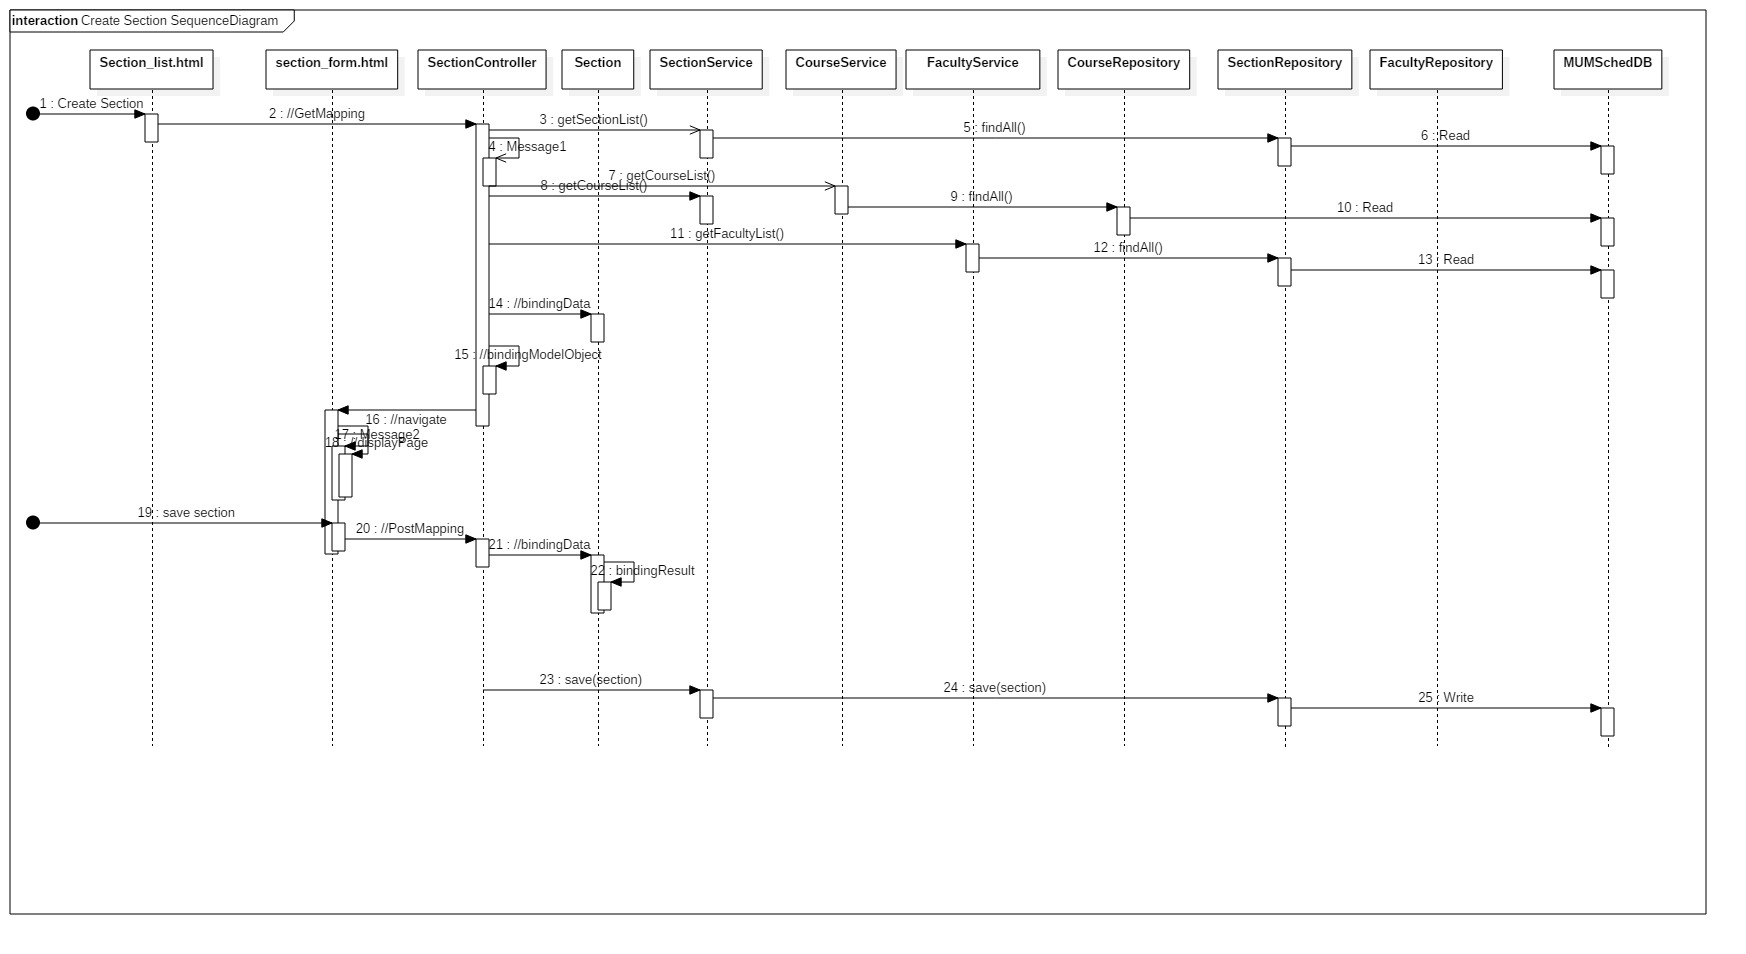 interaction Create Section SequenceDiagram
Section_list.html
section_form.html
SectionController
Section
SectionService
CourseService
FacultyService
CourseRepository
SectionRepository
FacultyRepository
MUMSchedDB
1 : Create Section
2 : //GetMapping
3 : getSectionList()
4 : Message1
5 : findAll()
6 : Read
7 : getCourseList()
8 : getCourseList()
9 : findAll()
10 : Read
11 : getFacultyList()
12 : findAll()
13 : Read
14 : //bindingData
15 : //bindingModelObject
16 : //navigate
17 : Message2
18 : //displayPage
19 : save section
20 : //PostMapping
21 : //bindingData
22 : bindingResult
23 : save(section)
24 : save(section)
25 : Write